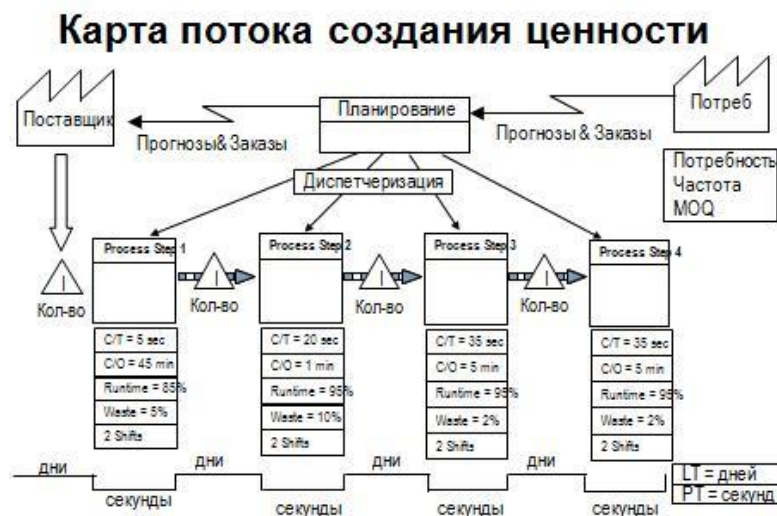 Карта потока создания ценности
Поставщик
Планирование
Потреб
Прогнозы& Заказы
Прогнозы & Заказы
Диспетчеризация
Потребность
Частота
MOQ
Process Step 1
Process Step 2
Process Step 3
Process Step 4
I
I
I
I
Кол-во
Кол-во
Кол-во
Кол-во
C/T = 5 sec
C/O = 45 min
Runtime = 85%
Waste = 5%
2 Shifts
C/T = 20 sec
C/O = 1 min
Runtime = 95%
Waste = 10%
2 Shifts
C/T = 35 sec
C/O = 5 min
Runtime = 95%
Waste = 2%
2 Shifts
C/T = 35 sec
C/O = 5 min
Runtime = 95%
Waste = 2%
2 Shifts
дни
дни
дни
дни
секунды
секунды
секунды
секунды
LT = дней
PT = секунд